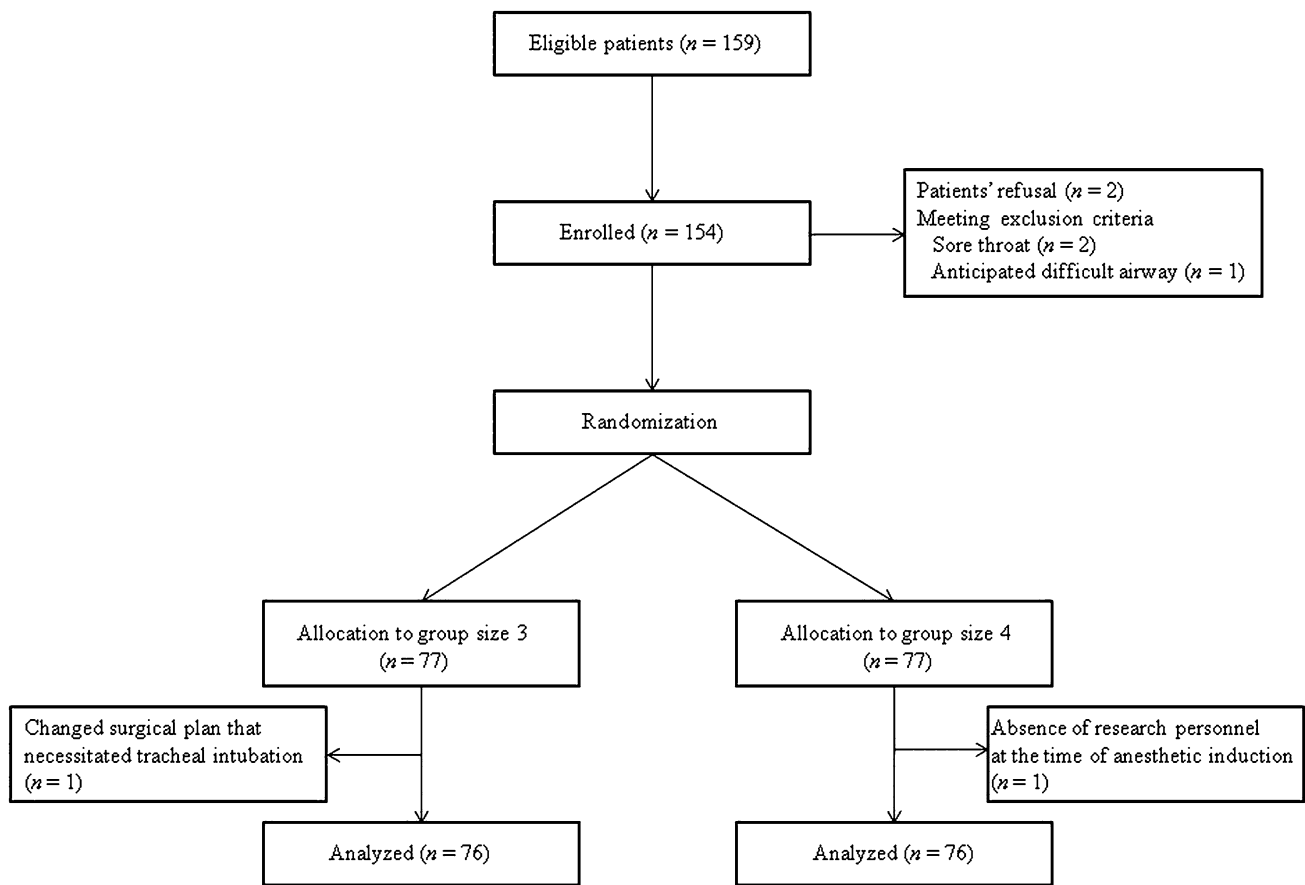 Eligible patients (n = 159)
Enrolled (n = 154)
Patients’ refusal (n = 2)
Meeting exclusion criteria
Sore throat (n = 2)
Anticipated difficult airway (n = 1)
Randomization
Allocation to group size 3
(n = 77)
Allocation to group size 4
(n = 77)
Changed surgical plan that
necessitated tracheal intubation
(n = 1)
Absence of research personnel
at the time of anesthetic induction
(n = 1)
Analyzed (n = 76)
Analyzed (n = 76)